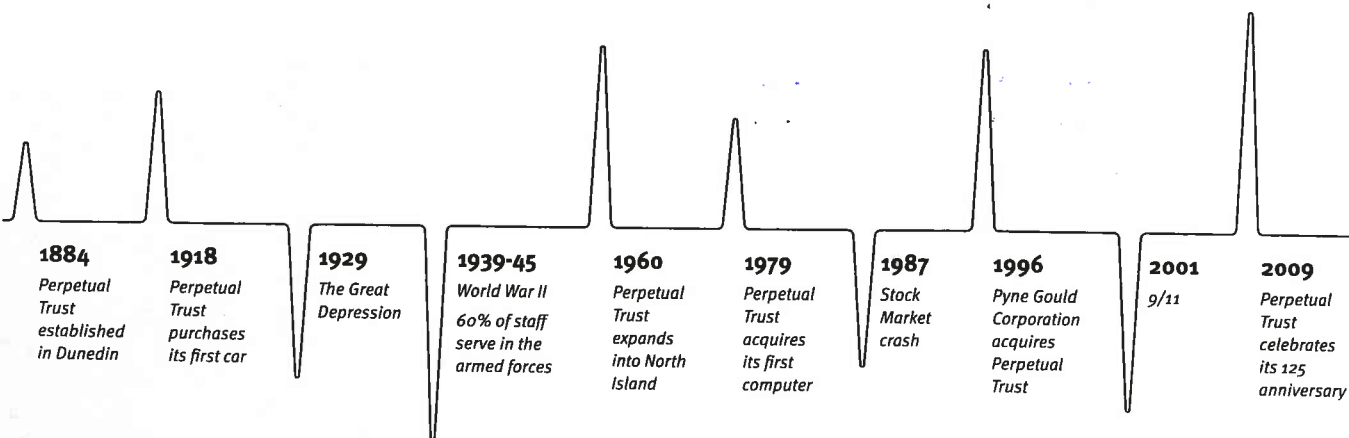 1884
Perpetual
Trust
established
in Dunedin
1918
Perpetual
Trust
purchases
its first car
1929
The Great
Depression
1939-45
World War II
60% of staff
serve in the
armed forces
1960
Perpetual
Trust
expands
into North
Island
1979
Perpetual
Trust
acquires
its first
computer
1987
Stock
Market
crash
1996
Pyne Gould
Corporation
acquires
Perpetual
Trust
2001
9/11
2009
Perpetual
Trust
celebrates
its 125
anniversary